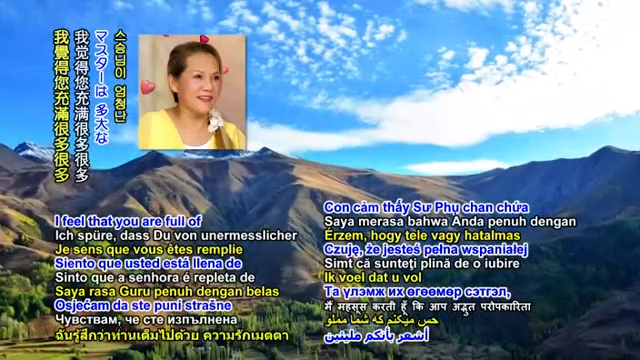 스승님이 엄청난
マスターは 多大な
我觉得您充满很多很多
我覺得您充滿很多很多
I feel that you are full of
Ich spüre, dass Du von unermesslicher
Je sens que vous êtes remplie
Siento que usted está llena de
Sinto que a senhora é repleta de
Saya rasa Guru penuh dengan belas
Osjećam da ste puni strašne
Чувствам, че сте изпълнена
ฉันรู้สึกว่าท่านเต็มไปด้วย ความรักเมตตา
Con cảm thấy Sư Phụ chan chứa
Saya merasa bahwa Anda penuh dengan
Érzem, hogy tele vagy hatalmas
Czuję, że jesteś pełna wspaniałej
Simt că sunteți plină de o iubire
Ik voel dat u vol
Та үлэмж их өгөөмөр сэтгэл,
मैं महसूस करती हूँ कि आप अद्भुत परोपकारिता
حس میکنم که شما مملو
أشعر بأنكم مليئين